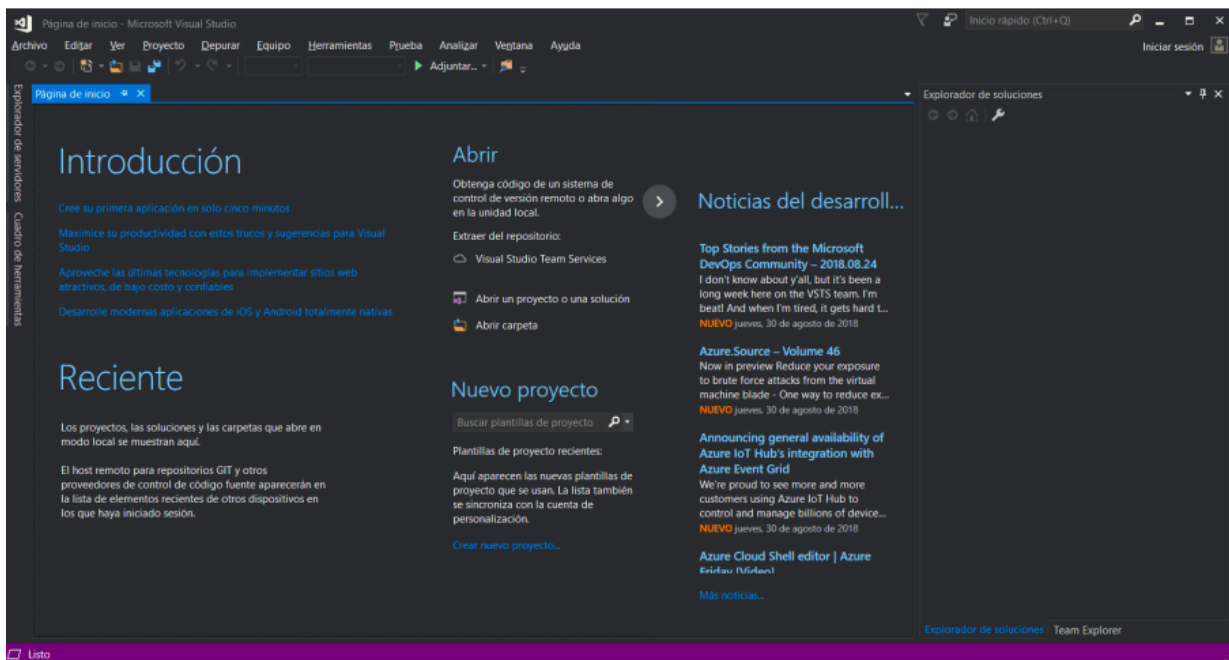 Página de inicio - Microsoft Visual Studio
Inicio rápido (Ctrl+Q)
Archivo Editar Ver Proyecto Depurar Equipo Herramientas Prueba Analizar Ventana Ayuda
Iniciar sesión
Adjuntar...
Explorador de servidores
Cuadro de herramientas
Página de inicio
Introducción
Cree su primera aplicación en solo cinco minutos
Maximice su productividad con estos trucos y sugerencias para Visual
Studio
Aproveche las últimas tecnologías para implementar sitios web
atractivos, de bajo costo y confiables
Desarrolle modernas aplicaciones de iOS y Android totalmente nativas
Reciente
Los proyectos, las soluciones y las carpetas que abre en
modo local se muestran aquí.
El host remoto para repositorios GIT y otros
proveedores de control de código fuente aparecerán en
la lista de elementos recientes de otros dispositivos en
los que haya iniciado sesión.
Abrir
Obtenga código de un sistema de
control de versión remoto o abra algo
en la unidad local.
Extraer del repositorio:
Visual Studio Team Services
Abrir un proyecto o una solución
Abrir carpeta
Nuevo proyecto
Buscar plantillas de proyecto
Plantillas de proyecto recientes:
Aquí aparecen las nuevas plantillas de
proyecto que se usan. La lista también
se sincroniza con la cuenta de
personalización.
Crear nuevo proyecto...
Noticias del desarroll...
Top Stories from the Microsoft
DevOps Community – 2018.08.24
I don't know about y'all, but it's been a
long week here on the VSTS team. I'm
beat! And when I'm tired, it gets hard t...
NUEVO jueves, 30 de agosto de 2018
Azure.Source – Volume 46
Now in preview Reduce your exposure
to brute force attacks from the virtual
machine blade - One way to reduce ex...
NUEVO jueves, 30 de agosto de 2018
Announcing general availability of
Azure IoT Hub's integration with
Azure Event Grid
We're proud to see more and more
customers using Azure IoT Hub to
control and manage billions of device...
NUEVO jueves, 30 de agosto de 2018
Azure Cloud Shell editor | Azure
Friday (Video)
Más noticias...
Explorador de soluciones
Explorador de soluciones Team Explorer
Listo